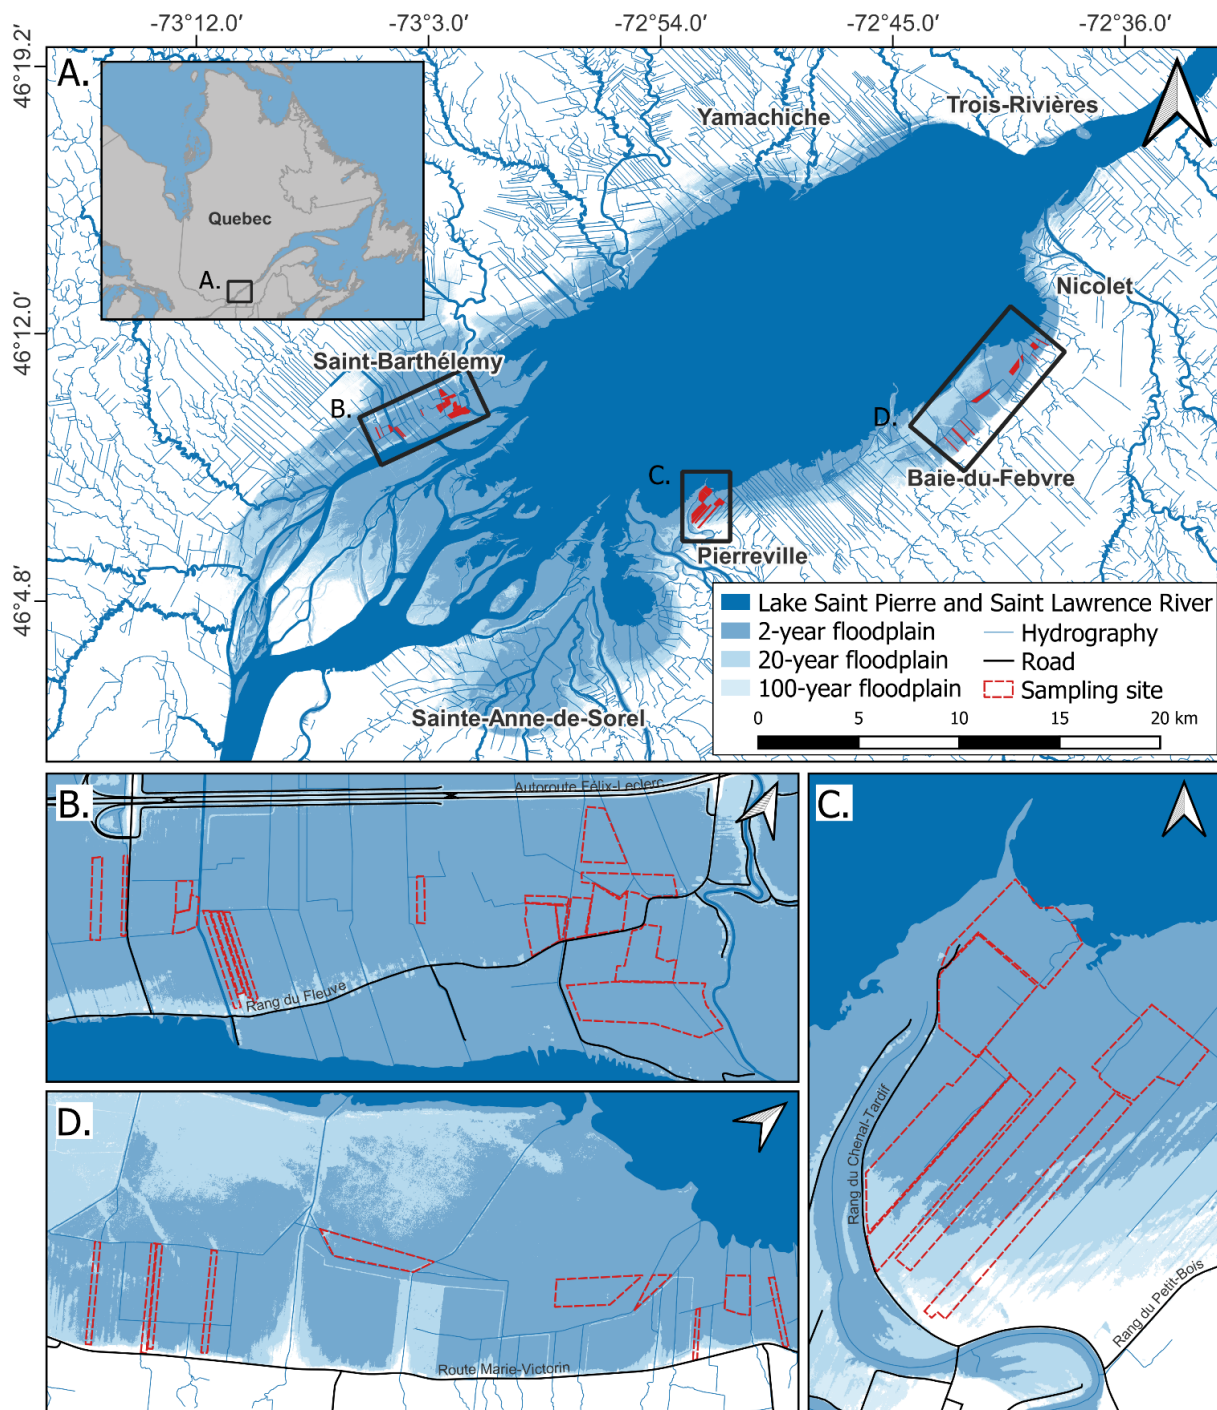 -73°12.0'
-73°3.0'
-72°54.0'
-72°45.0'
-72°36.0'
46°19.2'
46°12.0'
46°4.8'
A.
Quebec
A.
Yamachiche
Trois-Rivières
Nicolet
Saint-Barthélemy
B.
D.
Baie-du-Febvre
C.
Pierreville
Sainte-Anne-de-Sorel
Lake Saint Pierre and Saint Lawrence River
2-year floodplain
20-year floodplain
100-year floodplain
Hydrography
Road
Sampling site
0 5 10 15 20 km
B.
Autoroute Félix-Leclerc
Rang du Fleuve
C.
Rang du Chenal-Tardif
Rang du Petit-Bois
D.
Route Marie-Victorin